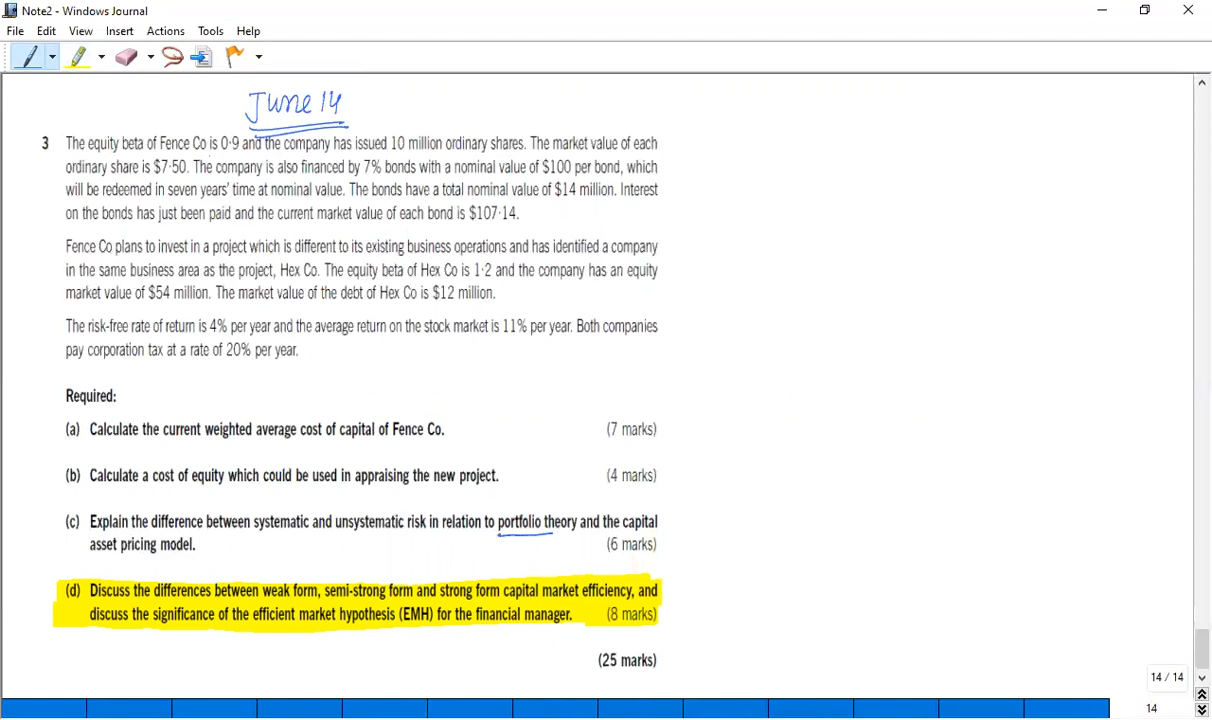 Note2 - Windows Journal
File Edit View Insert Actions Tools Help
June 14
3 The equity beta of Fence Co is 0·9 and the company has issued 10 million ordinary shares. The market value of each
ordinary share is $7·50. The company is also financed by 7% bonds with a nominal value of $100 per bond, which
will be redeemed in seven years' time at nominal value. The bonds have a total nominal value of $14 million. Interest
on the bonds has just been paid and the current market value of each bond is $107·14.
Fence Co plans to invest in a project which is different to its existing business operations and has identified a company
in the same business area as the project, Hex Co. The equity beta of Hex Co is 1·2 and the company has an equity
market value of $54 million. The market value of the debt of Hex Co is $12 million.
The risk-free rate of return is 4% per year and the average return on the stock market is 11% per year. Both companies
pay corporation tax at a rate of 20% per year.
Required:
(a) Calculate the current weighted average cost of capital of Fence Co. (7 marks)
(b) Calculate a cost of equity which could be used in appraising the new project. (4 marks)
(c) Explain the difference between systematic and unsystematic risk in relation to portfolio theory and the capital
asset pricing model. (6 marks)
(d) Discuss the differences between weak form, semi-strong form and strong form capital market efficiency, and
discuss the significance of the efficient market hypothesis (EMH) for the financial manager. (8 marks)
(25 marks)
14 / 14
14